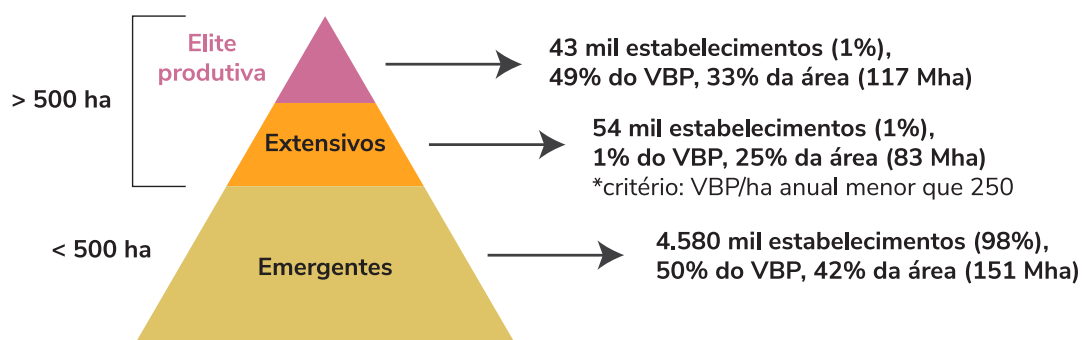 Elite
produtiva
43 mil estabelecimentos (1%),
49% do VBP, 33% da área (117 Mha)
> 500 ha
Extensivos
54 mil estabelecimentos (1%),
1% do VBP, 25% da área (83 Mha)
*critério: VBP/ha anual menor que 250
< 500 ha
Emergentes
4.580 mil estabelecimentos (98%),
50% do VBP, 42% da área (151 Mha)